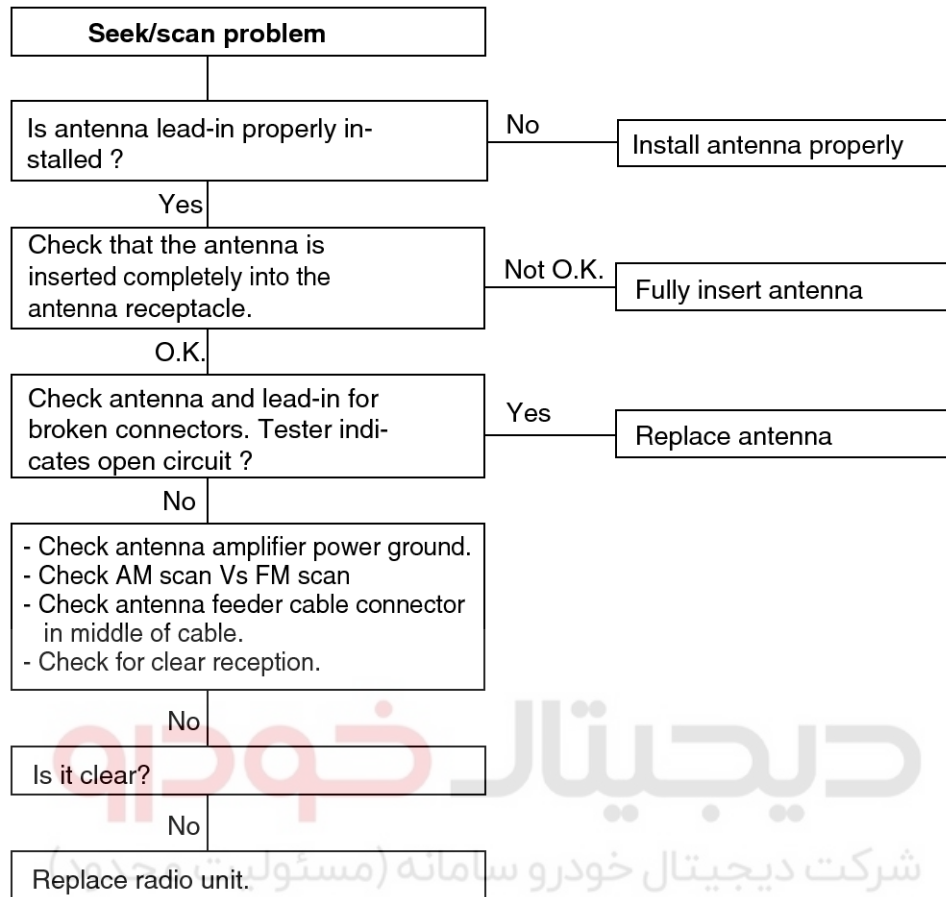 Seek/scan problem
Is antenna lead-in properly in-
stalled ?
No
Install antenna properly
Yes
Check that the antenna is
inserted completely into the
antenna receptacle.
Not O.K.
Fully insert antenna
O.K.
Check antenna and lead-in for
broken connectors. Tester indi-
cates open circuit ?
Yes
Replace antenna
No
- Check antenna amplifier power ground.
- Check AM scan Vs FM scan
- Check antenna feeder cable connector
in middle of cable.
- Check for clear reception.
No
Is it clear?
No
Replace radio unit.
دیجیتال خودرو
شرکت دیجیتال خودرو سامانه (مسئولیت محدود)